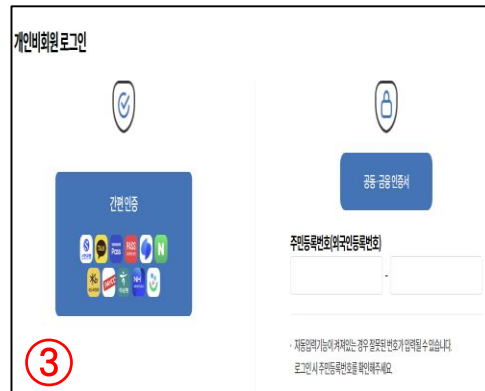 개인비회원 로그인
간편 인증
Pass
PASS
N
PAYCO
NH
공동·금융 인증서
주민등록번호(외국인등록번호)
-
· 자동입력기능이 켜져있는 경우 잘못된 번호가 입력될 수 있습니다.
로그인 시 주민등록번호를 확인해주세요
③